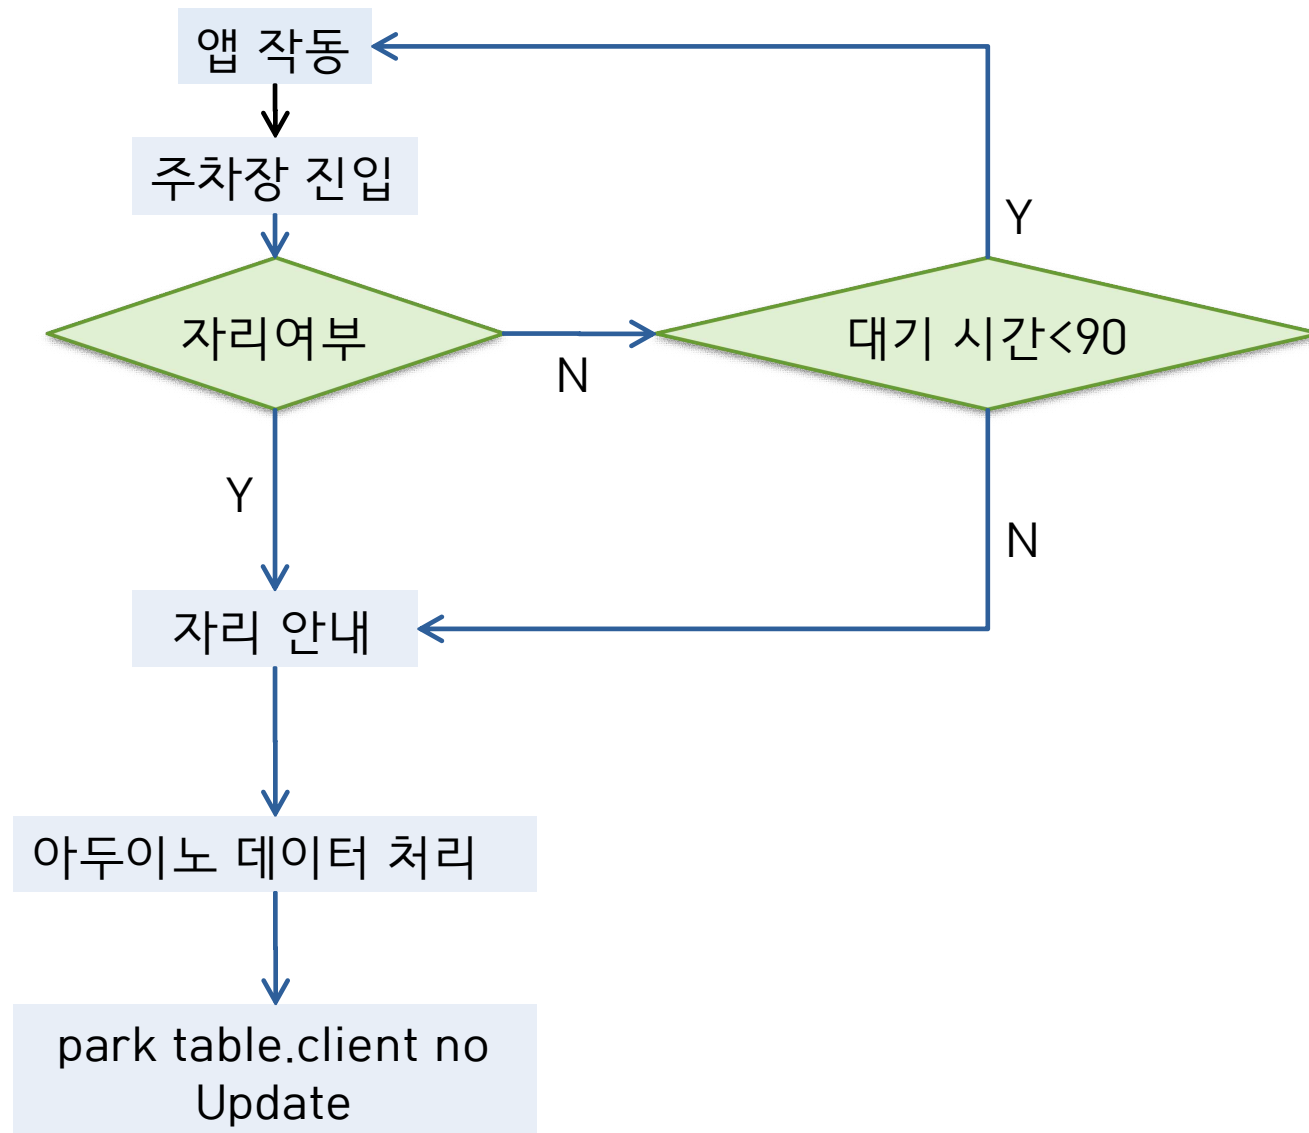 앱 작동
주차장 진입
Y
자리여부
대기 시간<90
N
Y
N
자리 안내
아두이노 데이터 처리
park table.client no
Update